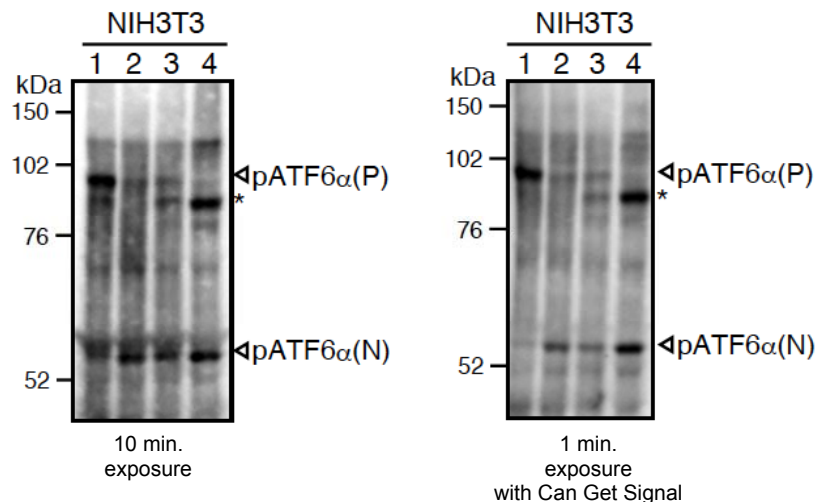 NIH3T3
1 2 3 4
kDa
150
102
76
52
◁pATF6α(P)
*
◁pATF6α(N)
10 min.
exposure
NIH3T3
1 2 3 4
kDa
150
102
76
52
◁pATF6α(P)
*
◁pATF6α(N)
1 min.
exposure
with Can Get Signal